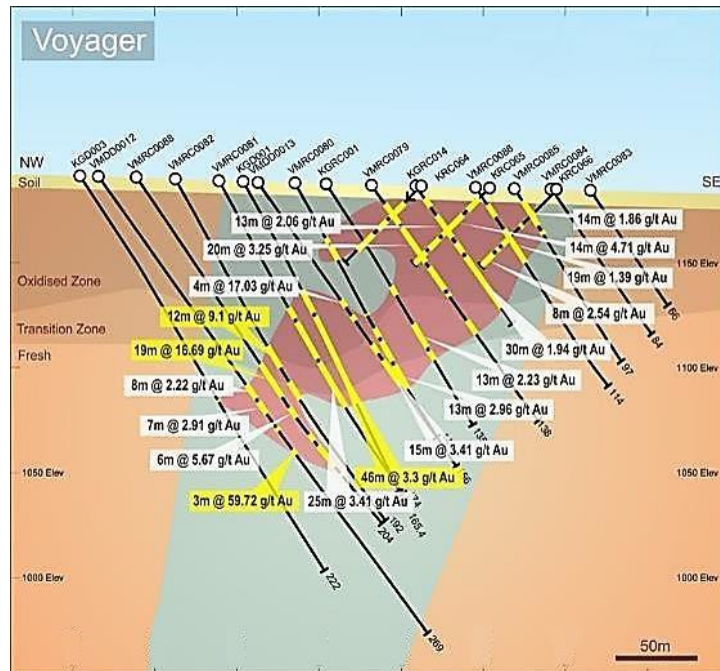 Voyager
KGD003
VMDD0012
VMRC0088
VMRC0082
VMRC0081
VMDD0013
VMRC0080
KGRC001
VMRC0079
KGRC014
KRC064
VMRC0086
KRC065
VMRC0085
VMRC0084
KRC066
VMRC0083
NW
SE
Soil
13m @ 2.06 g/t Au
14m @ 1.86 g/t Au
20m @ 3.25 g/t Au
14m @ 4.71 g/t Au
1150 Elev
Oxidised Zone
4m @ 17.03 g/t Au
19m @ 1.39 g/t Au
12m @ 9.1 g/t Au
8m @ 2.54 g/t Au
66
Transition Zone
84
19m @ 16.69 g/t Au
30m @ 1.94 g/t Au
Fresh
97
1100 Elev
1100 Elev
8m @ 2.22 g/t Au
13m @ 2.23 g/t Au
114
7m @ 2.91 g/t Au
13m @ 2.96 g/t Au
138
6m @ 5.67 g/t Au
15m @ 3.41 g/t Au
1050 Elev
46m @ 3.3 g/t Au
1050 Elev
3m @ 59.72 g/t Au
25m @ 3.41 g/t Au
165.4
192
204
1000 Elev
222
1000 Elev
269
50m